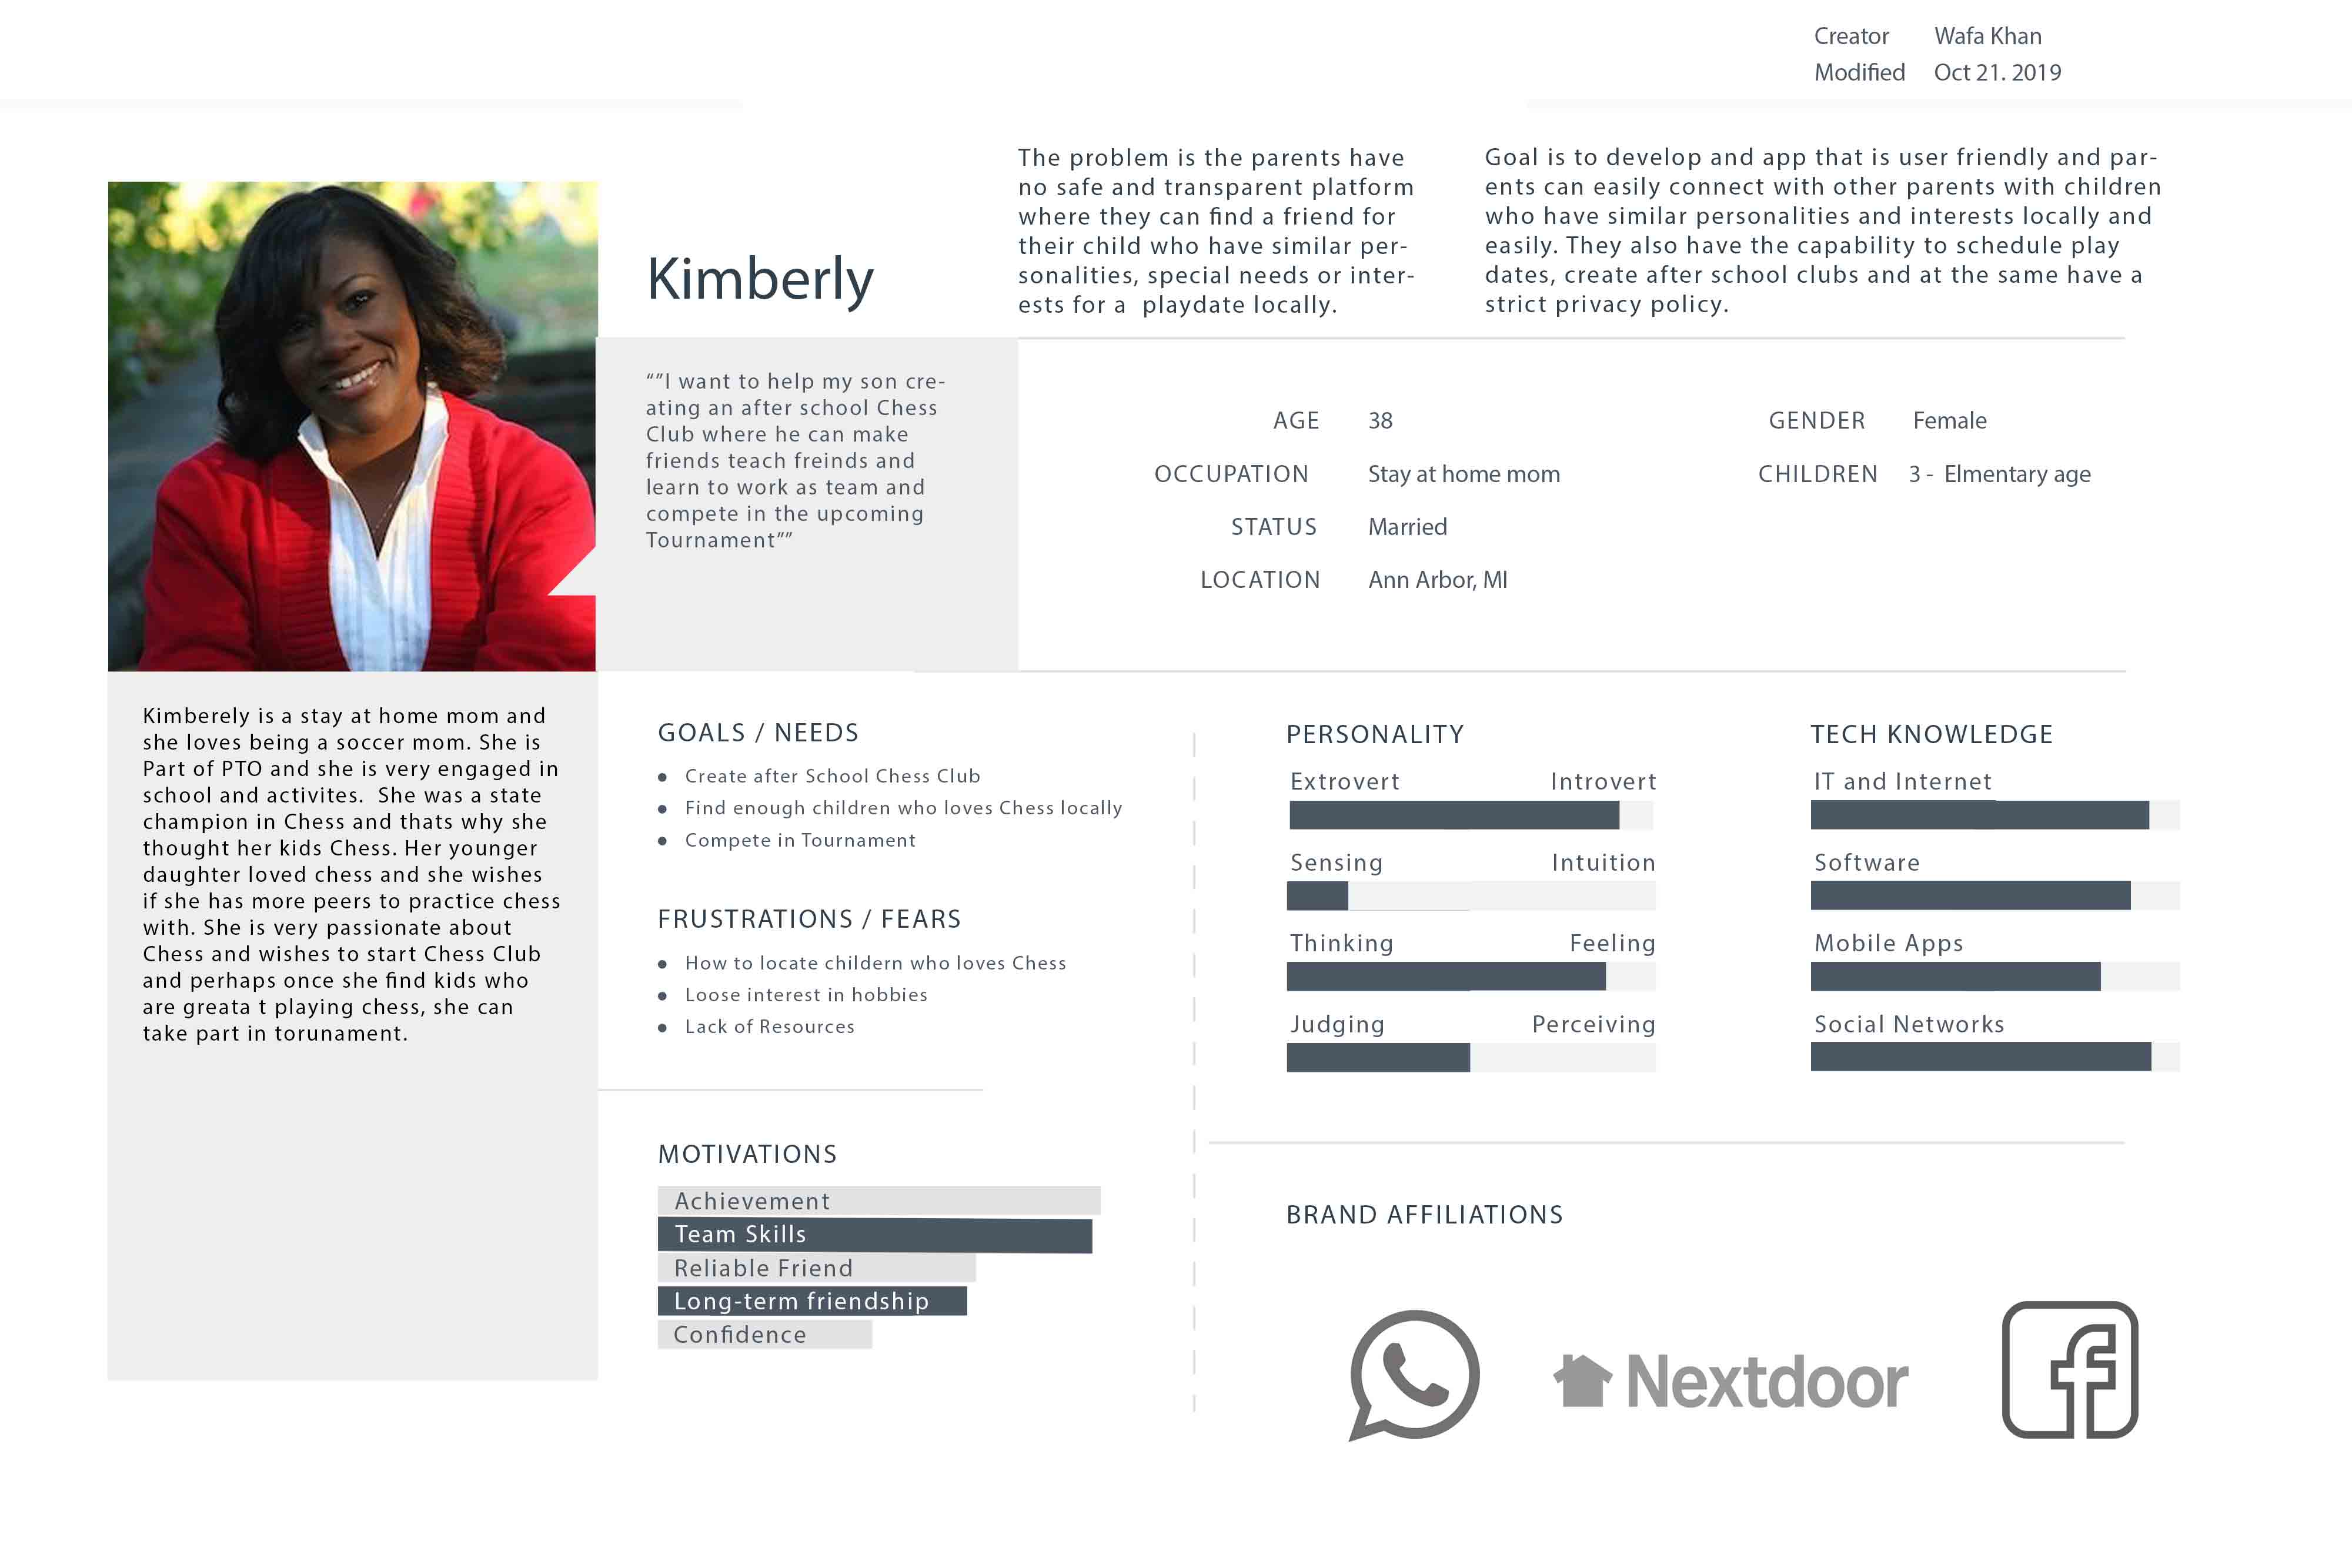 Creator Wafa Khan
Modified Oct 21. 2019
The problem is the parents have
no safe and transparent platform
where they can find a friend for
their child who have similar per-
sonalities, special needs or inter-
ests for a playdate locally.
Goal is to develop and app that is user friendly and par-
ents can easily connect with other parents with children
who have similar personalities and interests locally and
easily. They also have the capability to schedule play
dates, create after school clubs and at the same have a
strict privacy policy.
Kimberly
“”I want to help my son cre-
ating an after school Chess
Club where he can make
friends teach freinds and
learn to work as team and
compete in the upcoming
Tournament””
AGE 38
OCCUPATION Stay at home mom
STATUS Married
LOCATION Ann Arbor, MI
GENDER Female
CHILDREN 3 - Elmentary age
Kimberely is a stay at home mom and
she loves being a soccer mom. She is
Part of PTO and she is very engaged in
school and activites. She was a state
champion in Chess and thats why she
thought her kids Chess. Her younger
daughter loved chess and she wishes
if she has more peers to practice chess
with. She is very passionate about
Chess and wishes to start Chess Club
and perhaps once she find kids who
are greata t playing chess, she can
take part in torunament.
GOALS / NEEDS
• Create after School Chess Club
• Find enough children who loves Chess locally
• Compete in Tournament
FRUSTRATIONS / FEARS
• How to locate childern who loves Chess
• Loose interest in hobbies
• Lack of Resources
MOTIVATIONS
Achievement
Team Skills
Reliable Friend
Long-term friendship
Confidence
PERSONALITY
Extrovert Introvert
Sensing Intuition
Thinking Feeling
Judging Perceiving
TECH KNOWLEDGE
IT and Internet
Software
Mobile Apps
Social Networks
BRAND AFFILIATIONS
Nextdoor
f